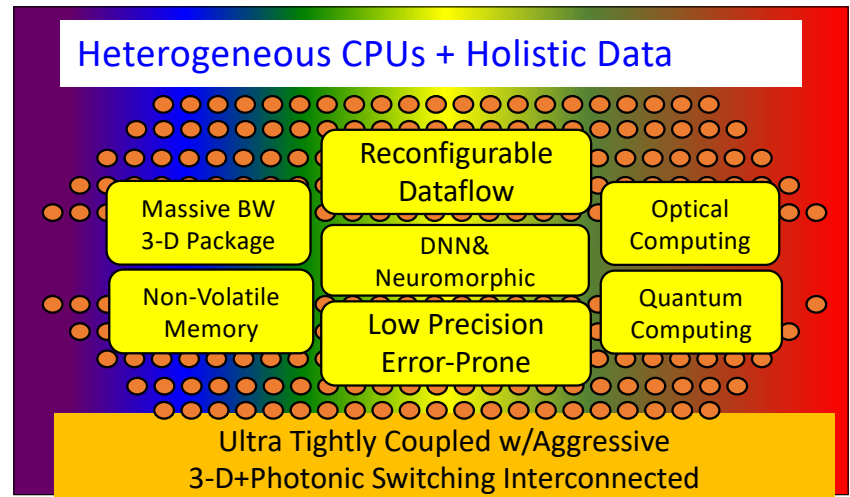 Heterogeneous CPUs + Holistic Data
Reconfigurable
Dataflow
Massive BW
3-D Package
Optical
Computing
DNN&
Neuromorphic
Non-Volatile
Memory
Quantum
Computing
Low Precision
Error-Prone
Ultra Tightly Coupled w/Aggressive
3-D+Photonic Switching Interconnected